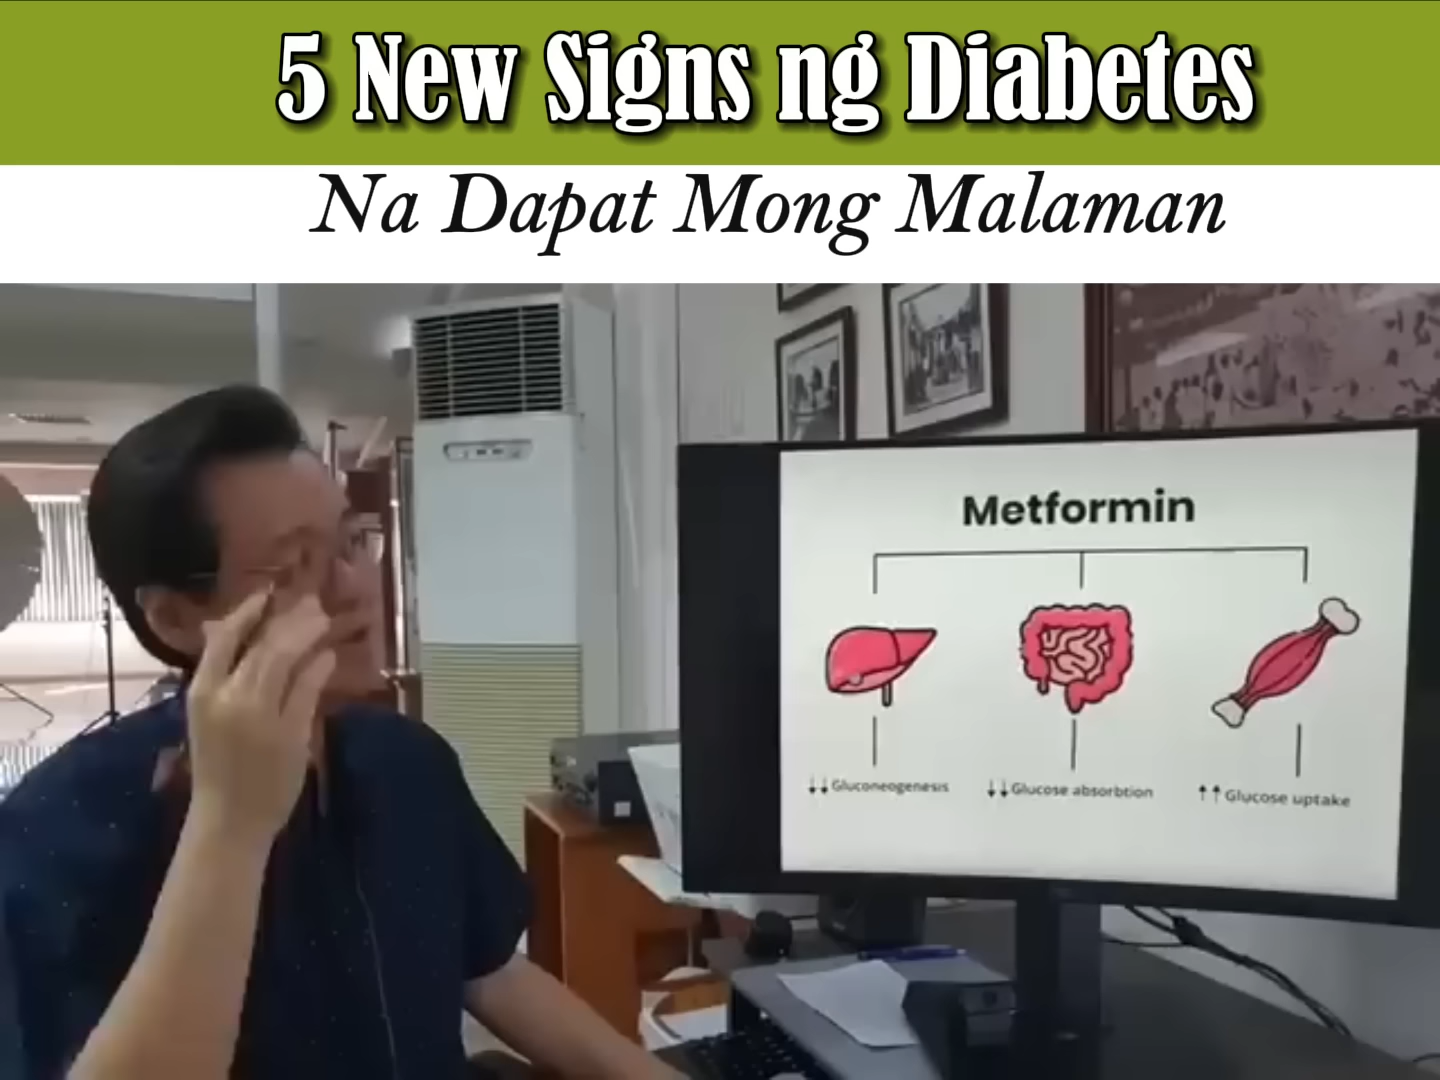 5 New Signs ng Diabetes
Na Dapat Mong Malaman
Metformin
↓↓Gluconeogenesis
↓↓Glucose absorbtion
↑↑Glucose uptake